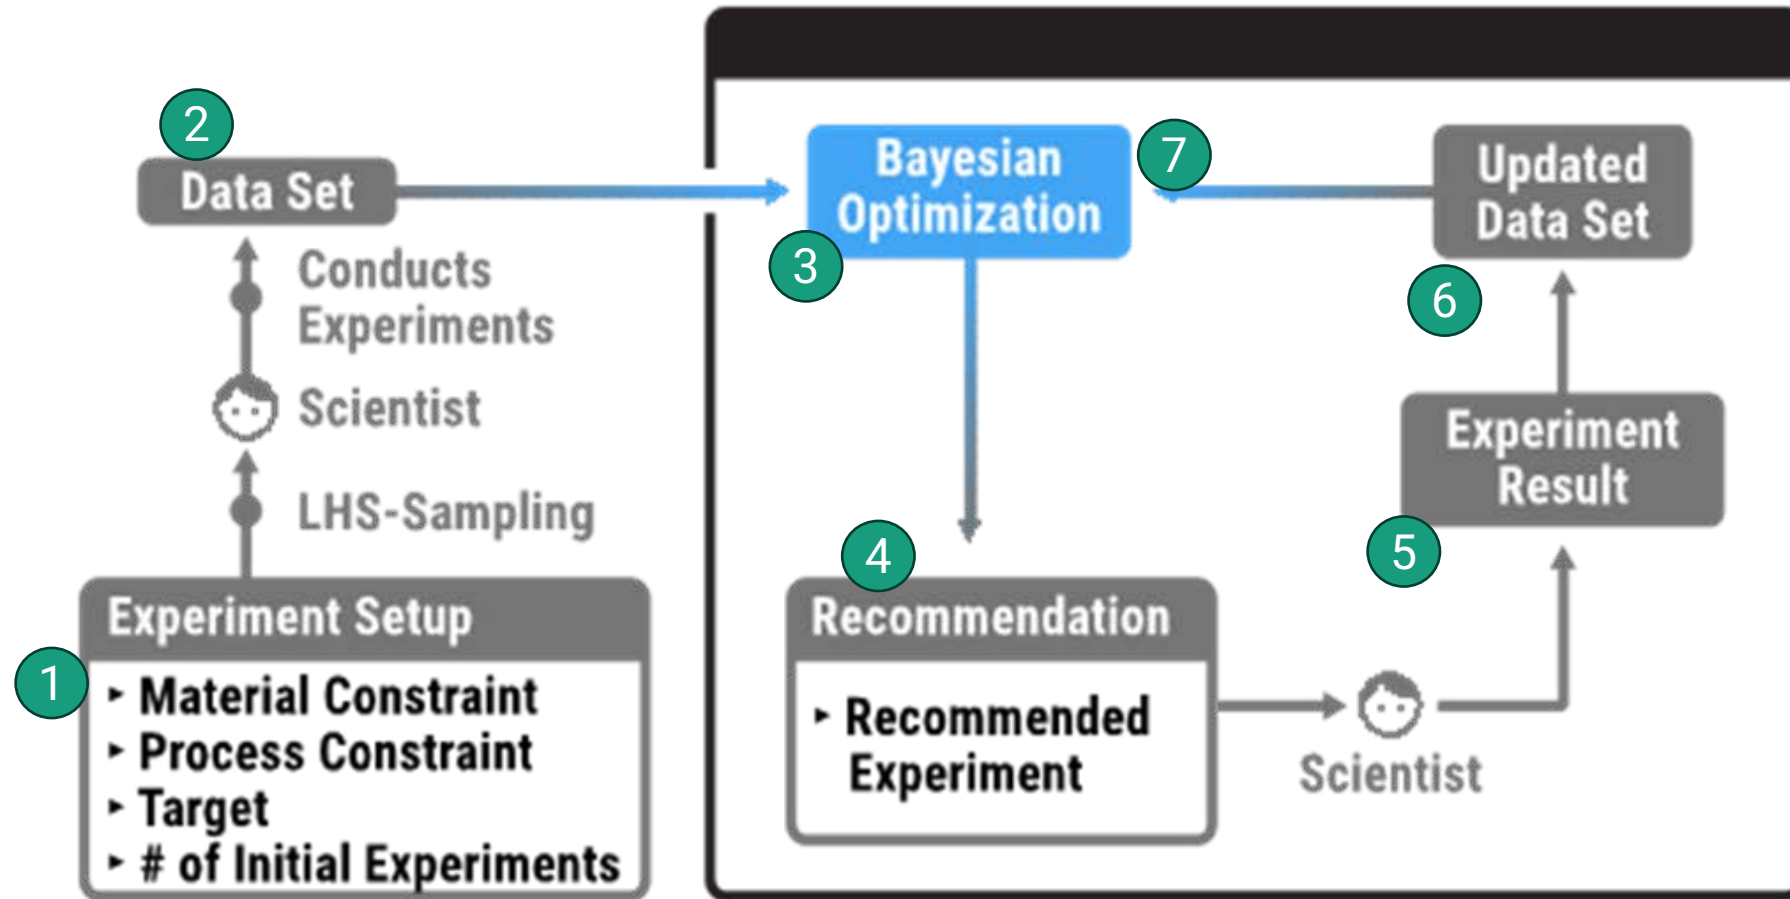 2
Data Set
Conducts
Experiments
Scientist
LHS-Sampling
Experiment Setup
1
‣ Material Constraint
‣ Process Constraint
‣ Target
‣ # of Initial Experiments
Bayesian
Optimization
3
7
Updated
Data Set
6
4
Recommendation
‣ Recommended
Experiment
Scientist
Experiment
Result
5